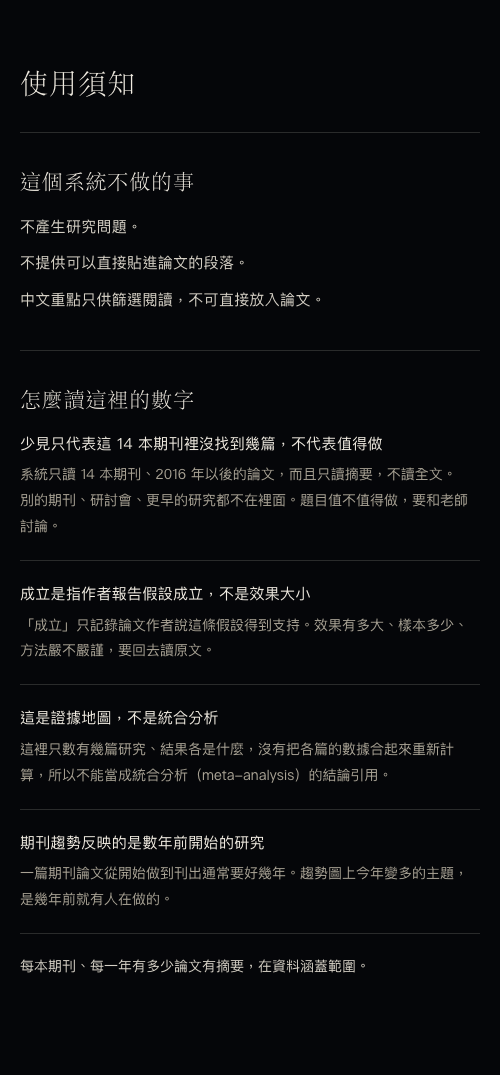 使用須知
這個系統不做的事
不產生研究問題。
不提供可以直接貼進論文的段落。
中文重點只供篩選閱讀，不可直接放入論文。
怎麼讀這裡的數字
少見只代表這 14 本期刊裡沒找到幾篇，不代表值得做
系統只讀 14 本期刊、2016 年以後的論文，而且只讀摘要，不讀全文。
別的期刊、研討會、更早的研究都不在裡面。題目值不值得做，要和老師
討論。
成立是指作者報告假設成立，不是效果大小
「成立」只記錄論文作者說這條假設得到支持。效果有多大、樣本多少、
方法嚴不嚴謹，要回去讀原文。
這是證據地圖，不是統合分析
這裡只數有幾篇研究、結果各是什麼，沒有把各篇的數據合起來重新計
算，所以不能當成統合分析（meta-analysis）的結論引用。
期刊趨勢反映的是數年前開始的研究
一篇期刊論文從開始做到刊出通常要好幾年。趨勢圖上今年變多的主題，
是幾年前就有人在做的。
每本期刊、每一年有多少論文有摘要，在資料涵蓋範圍。